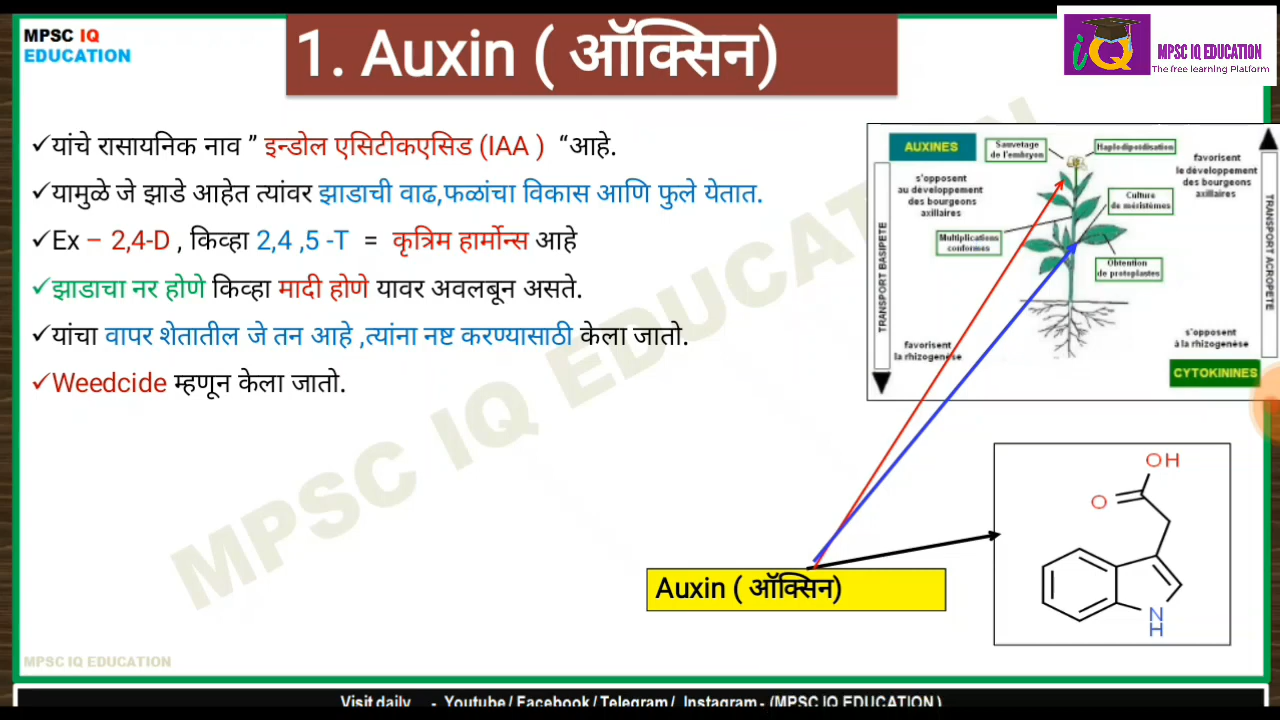 MPSC IQ
EDUCATION
1. Auxin ( ऑक्सिन)
MPSC IQ EDUCATION
The free learning Platform
✓यांचे रासायनिक नाव ” इन्डोल एसिटीकएसिड (IAA ) “आहे.
✓यामुळे जे झाडे आहेत त्यांवर झाडाची वाढ,फळांचा विकास आणि फुले येतात.
✓Ex – 2,4-D , किव्हा 2,4 ,5 -T = कृत्रिम हार्मोन्स आहे
✓झाडाचा नर होणे किव्हा मादी होणे यावर अवलबून असते.
✓यांचा वापर शेतातील जे तन आहे ,त्यांना नष्ट करण्यासाठी केला जातो.
✓Weedcide म्हणून केला जातो.
AUXINES
Sauvetage
de l'embryon
Haplodiploïdisation
s'opposent
au développement
des bourgeons
axillaires
favorisent
le développement
des bourgeons
axillaires
Culture
de méristèmes
Multiplications
conformes
Obtention
de protoplastes
TRANSPORT BASIPETE
TRANSPORT ACROPETE
favorisent
la rhizogenèse
s'opposent
à la rhizogenèse
CYTOKININES
OH
O
N
H
Auxin ( ऑक्सिन)
MPSC IQ EDUCATION
MPSC IQ EDUCATION
Visit daily - Youtube / Facebook / Telegram / Instagram - (MPSC IQ EDUCATION )